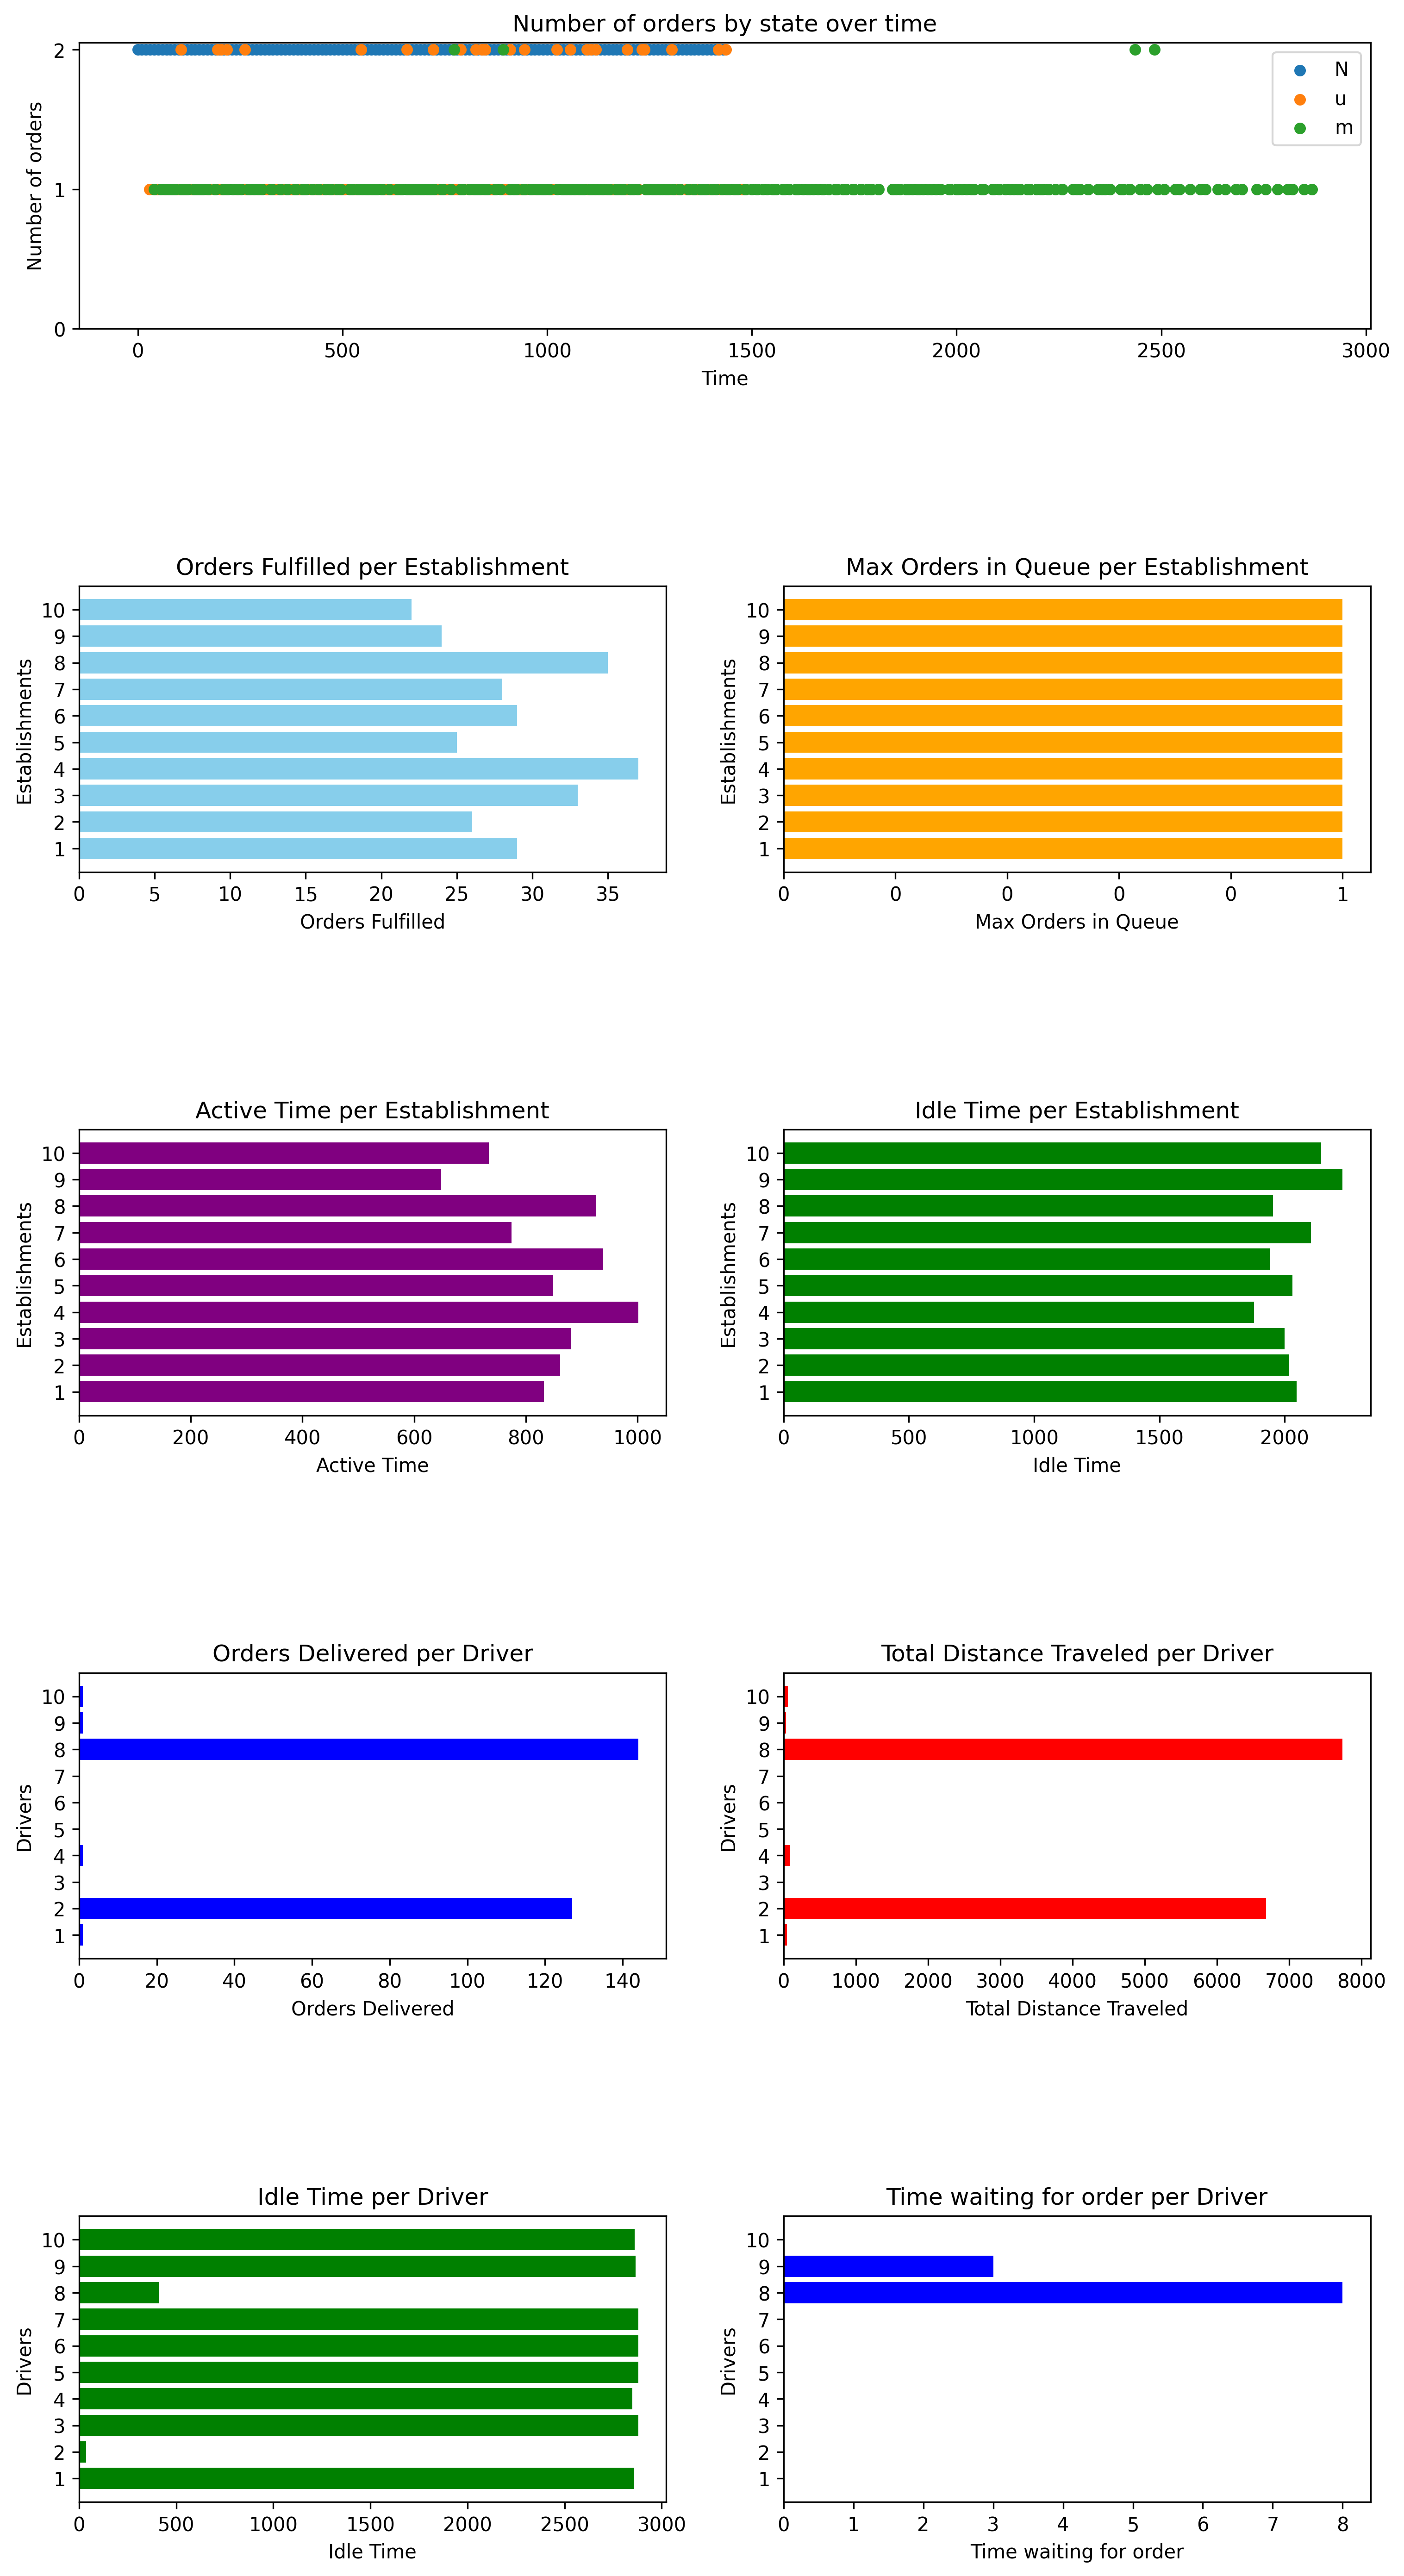 Number of orders by state over time
Number of orders
2
1
0
N
u
m
0 500 1000 1500 2000 2500 3000
Time
Orders Fulfilled per Establishment
Establishments
10
9
8
7
6
5
4
3
2
1
0 5 10 15 20 25 30 35
Orders Fulfilled
Max Orders in Queue per Establishment
Establishments
10
9
8
7
6
5
4
3
2
1
0 0 0 0 0 1
Max Orders in Queue
Active Time per Establishment
Establishments
10
9
8
7
6
5
4
3
2
1
0 200 400 600 800 1000
Active Time
Idle Time per Establishment
Establishments
10
9
8
7
6
5
4
3
2
1
0 500 1000 1500 2000
Idle Time
Orders Delivered per Driver
Drivers
10
9
8
7
6
5
4
3
2
1
0 20 40 60 80 100 120 140
Orders Delivered
Total Distance Traveled per Driver
Drivers
10
9
8
7
6
5
4
3
2
1
0 1000 2000 3000 4000 5000 6000 7000 8000
Total Distance Traveled
Idle Time per Driver
Drivers
10
9
8
7
6
5
4
3
2
1
0 500 1000 1500 2000 2500 3000
Idle Time
Time waiting for order per Driver
Drivers
10
9
8
7
6
5
4
3
2
1
0 1 2 3 4 5 6 7 8
Time waiting for order